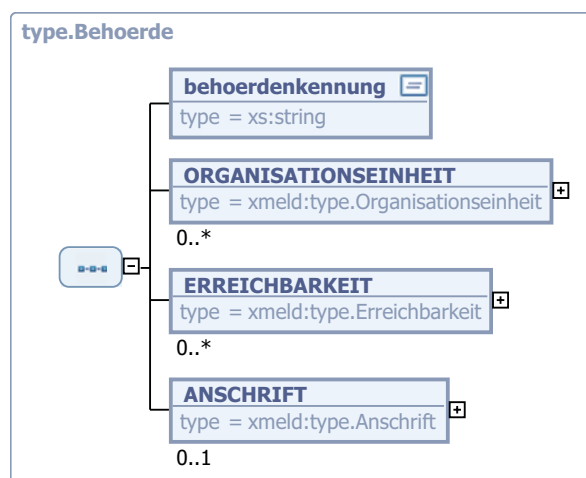 type.Behoerde
behoerdenkennung
type = xs:string
ORGANISATIONSEINHEIT
type = xmeld:type.Organisationseinheit
0..*
ERREICHBARKEIT
type = xmeld:type.Erreichbarkeit
0..*
ANSCHRIFT
type = xmeld:type.Anschrift
0..1